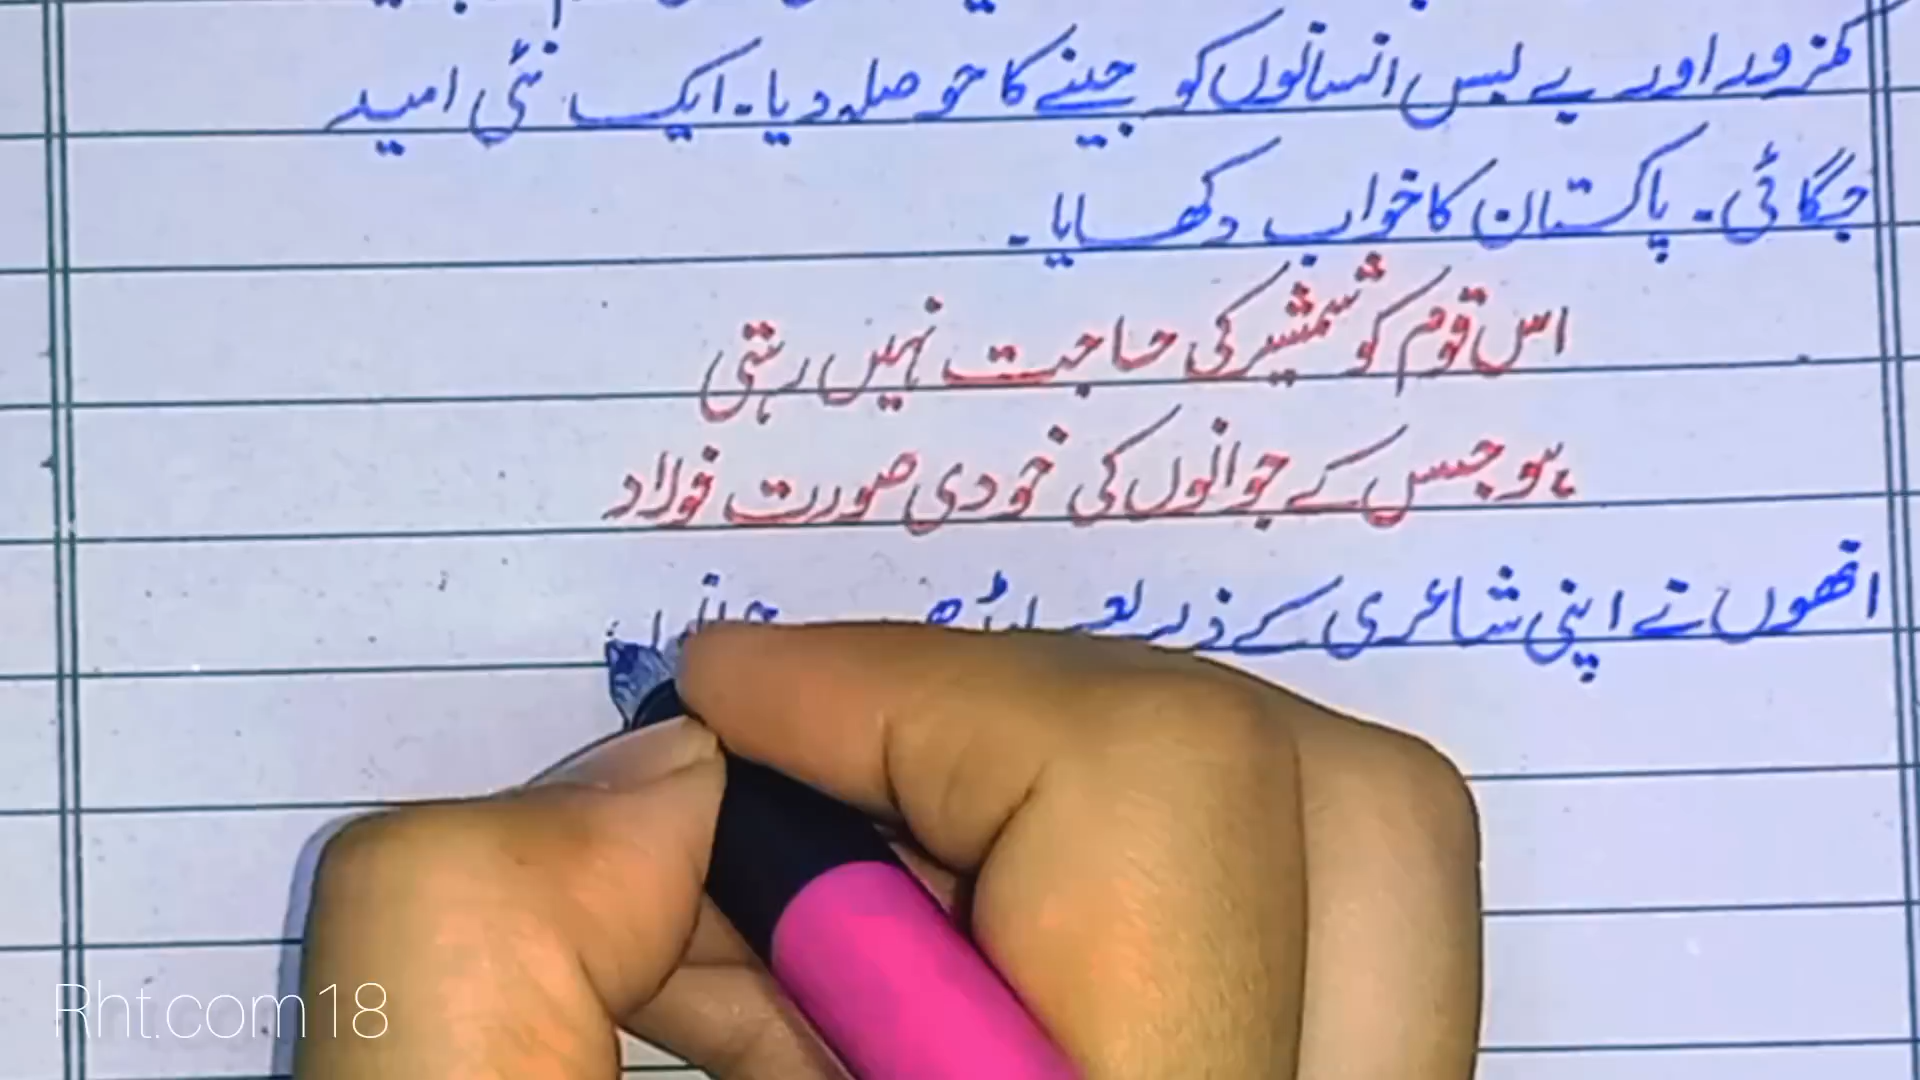 کمزور اور بے بس انسانوں کو جینے کا حوصلہ دیا۔ ایک نئی امید
جگائی۔ پاکستان کا خواب دکھایا۔
اس قوم کو شمشیر کی حاجت نہیں رہتی
ہو جس کے جوانوں کی خودی صورت فولاد
انھوں نے اپنی شاعری کے ذریعے
Rht.com18